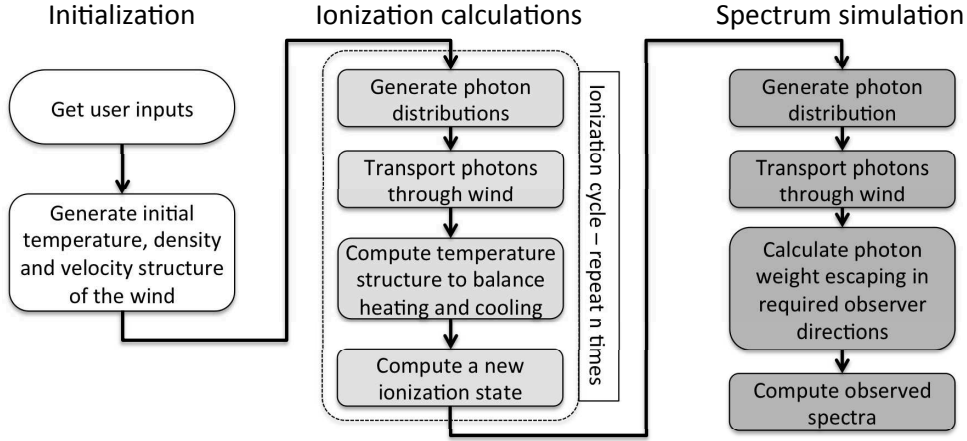 Initialization
Get user inputs
Generate initial
temperature, density
and velocity structure
of the wind
Ionization calculations
Generate photon
distributions
Transport photons
through wind
Compute temperature
structure to balance
heating and cooling
Compute a new
ionization state
Ionization cycle – repeat n times
Spectrum simulation
Generate photon
distribution
Transport photons
through wind
Calculate photon
weight escaping in
required observer
directions
Compute observed
spectra